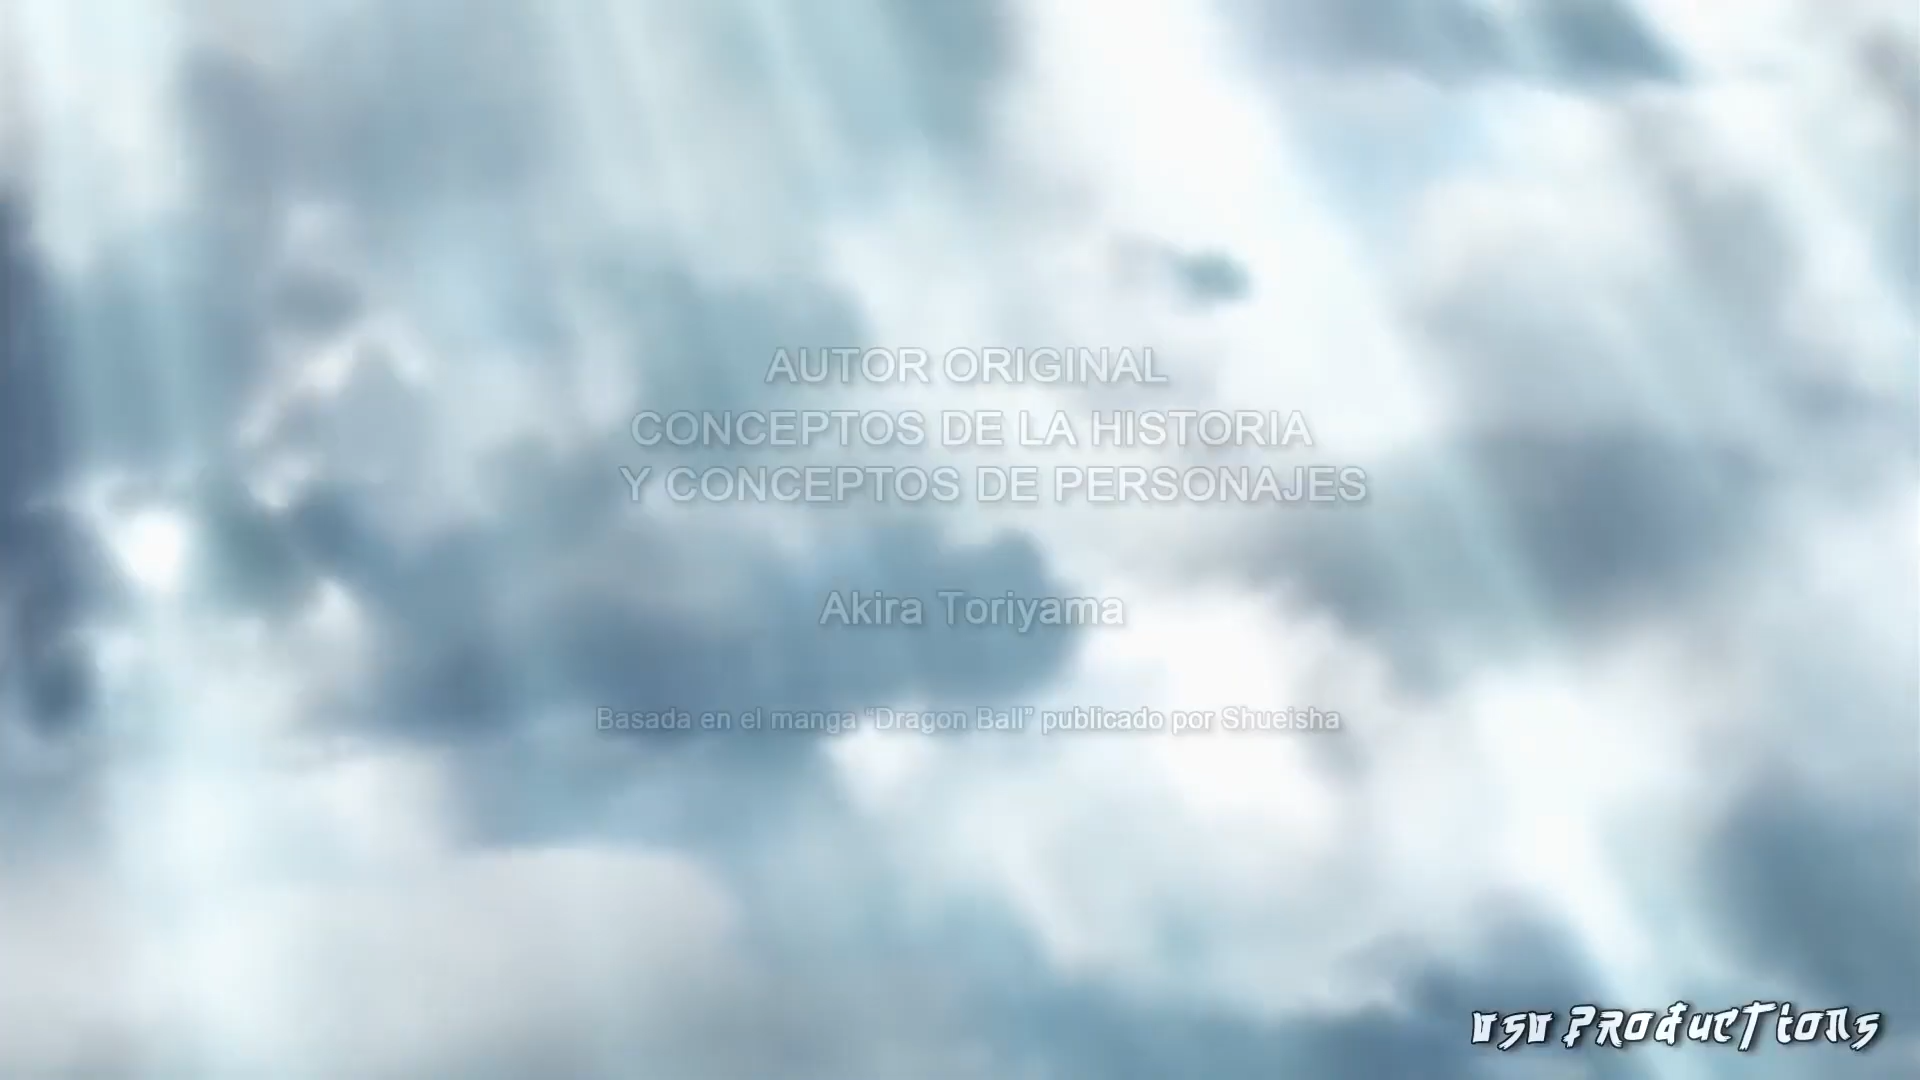 AUTOR ORIGINAL
CONCEPTOS DE LA HISTORIA
Y CONCEPTOS DE PERSONAJES
Akira Toriyama
Basada en el manga “Dragon Ball” publicado por Shueisha
VSV Productions